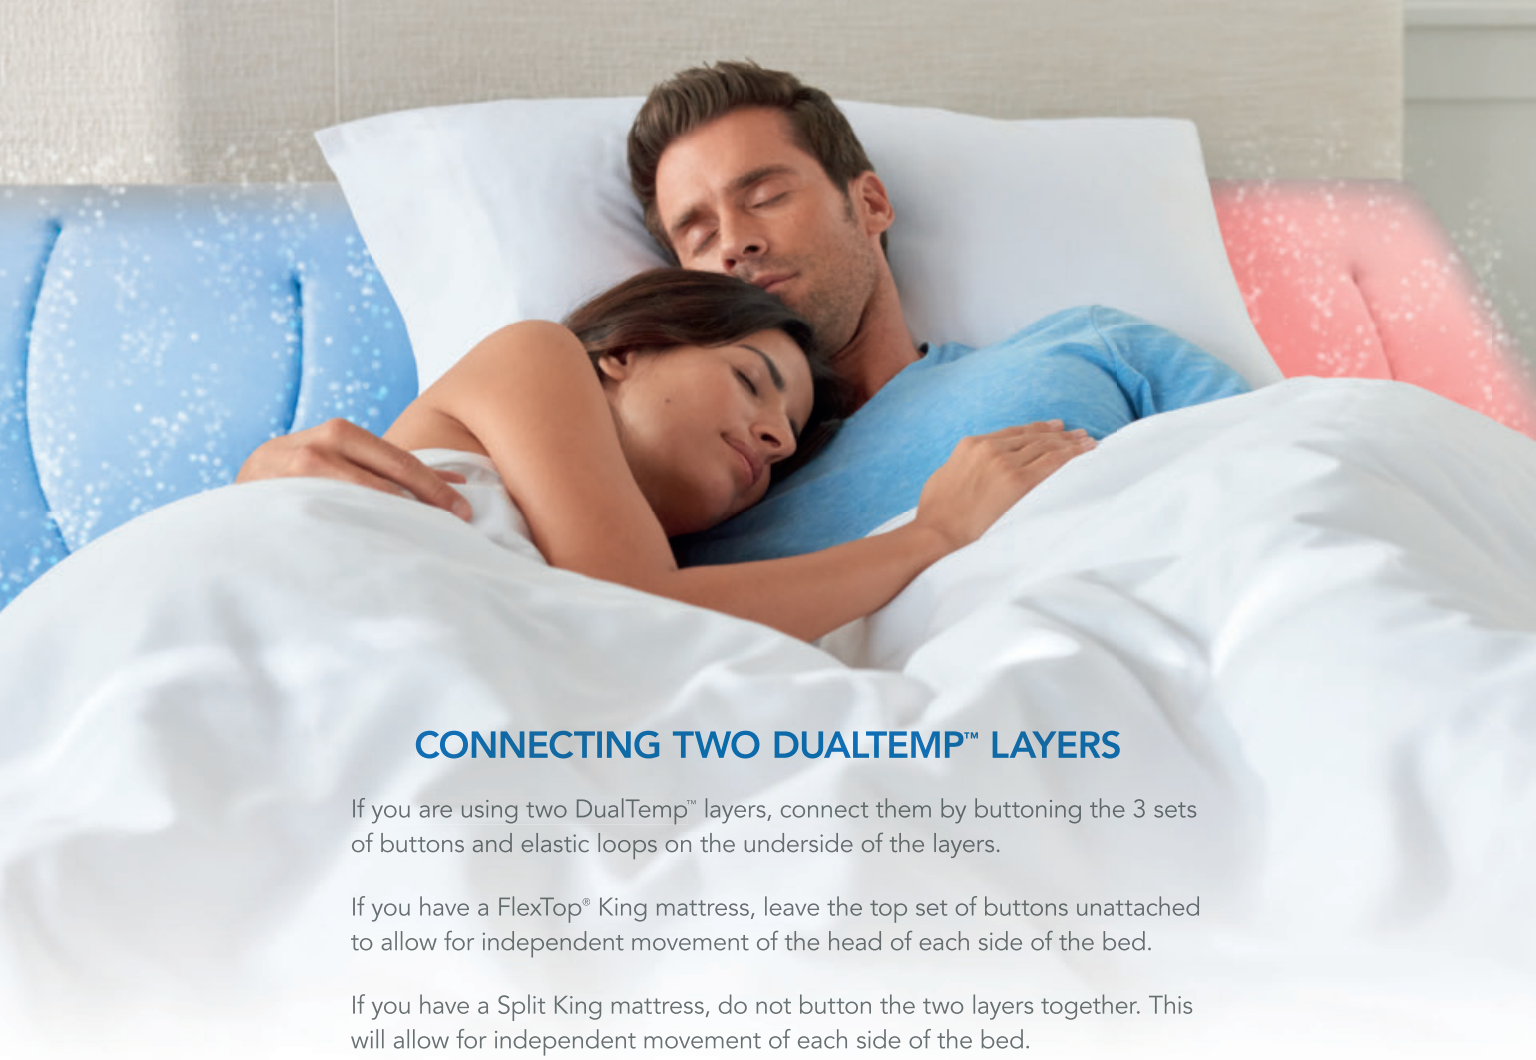 CONNECTING TWO DUALTEMP™ LAYERS
If you are using two DualTemp™ layers, connect them by buttoning the 3 sets
of buttons and elastic loops on the underside of the layers.
If you have a FlexTop® King mattress, leave the top set of buttons unattached
to allow for independent movement of the head of each side of the bed.
If you have a Split King mattress, do not button the two layers together. This
will allow for independent movement of each side of the bed.